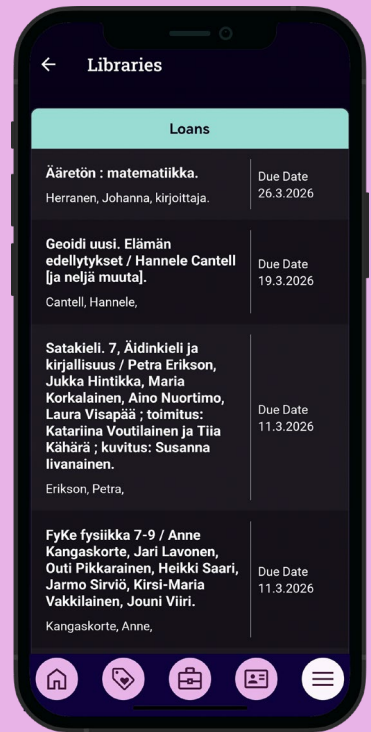 Libraries
Loans
Ääretön : matematiikka.
Herranen, Johanna, kirjoittaja.
Due Date
26.3.2026
Geoidi uusi. Elämän
edellytykset / Hannele Cantell
[ja neljä muuta].
Cantell, Hannele,
Due Date
19.3.2026
Satakieli. 7, Äidinkieli ja
kirjallisuus / Petra Erikson,
Jukka Hintikka, Maria
Korkalainen, Aino Nuortimo,
Laura Visapää ; toimitus:
Katariina Voutilainen ja Tiia
Kähärä ; kuvitus: Susanna
Iivanainen.
Erikson, Petra,
Due Date
11.3.2026
FyKe fysiikka 7-9 / Anne
Kangaskorte, Jari Lavonen,
Outi Pikkarainen, Heikki Saari,
Jarmo Sirviö, Kirsi-Maria
Vakkilainen, Jouni Viiri.
Kangaskorte, Anne,
Due Date
11.3.2026